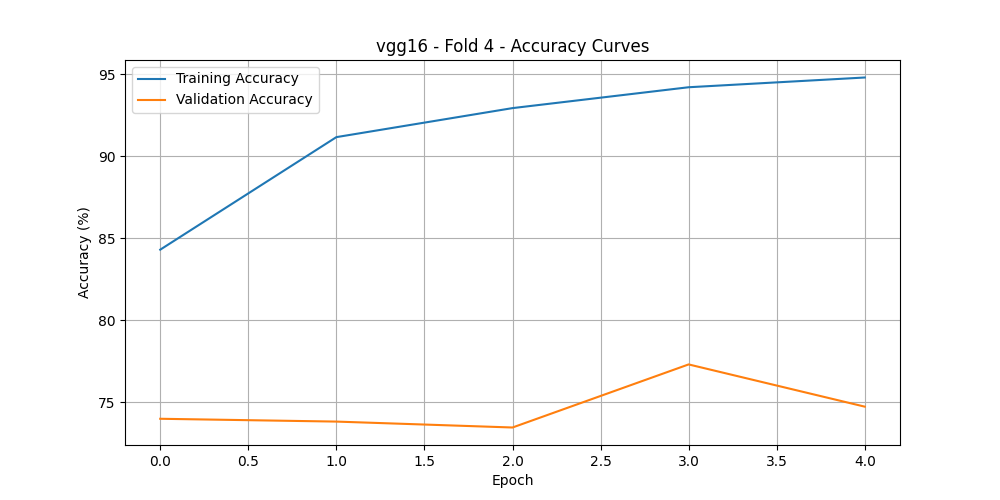 vgg16 - Fold 4 - Accuracy Curves
Training Accuracy
Validation Accuracy
Accuracy (%)
95
90
85
80
75
0.0 0.5 1.0 1.5 2.0 2.5 3.0 3.5 4.0
Epoch